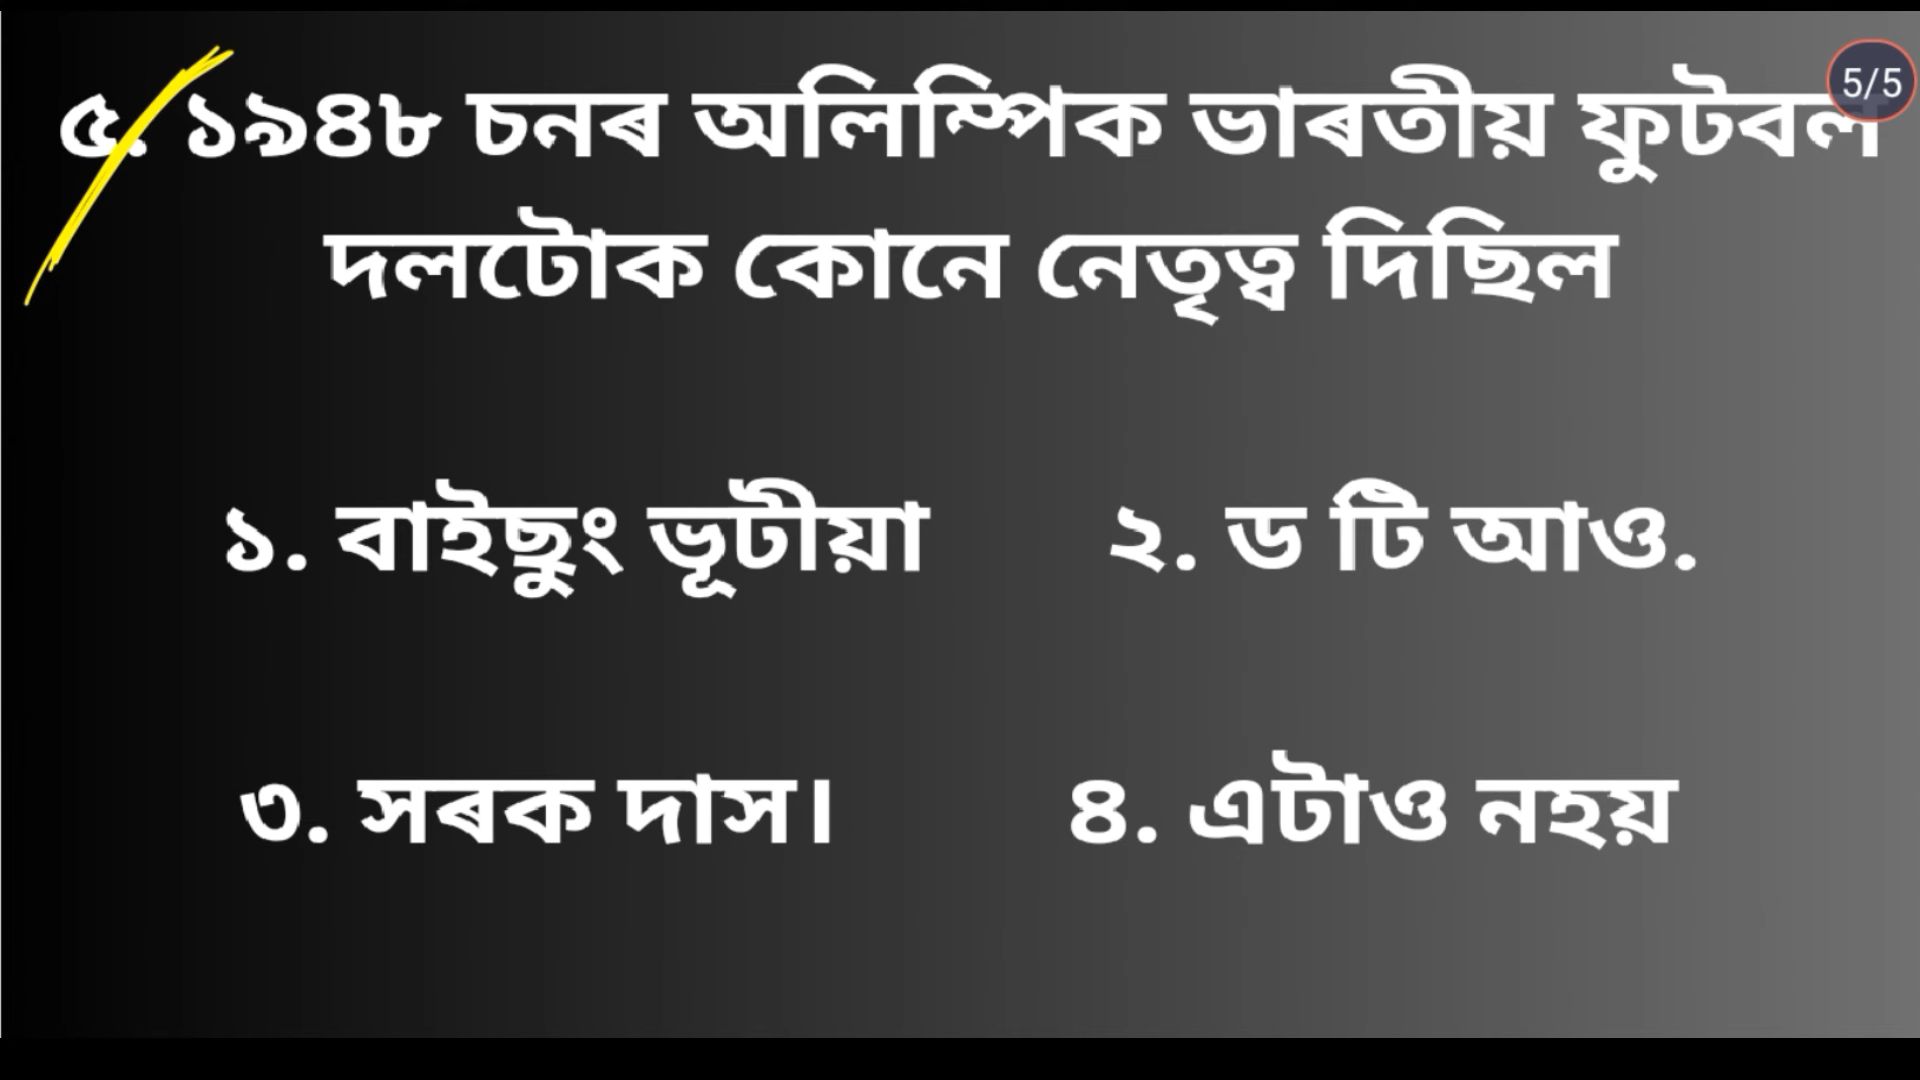 ৫. ১৯৪৮ চনৰ অলিম্পিক ভাৰতীয় ফুটবল
5/5
দলটোক কোনে নেতৃত্ব দিছিল
১. বাইছুং ভূটীয়া ২. ড টি আও.
৩. সৰক দাস। ৪. এটাও নহয়